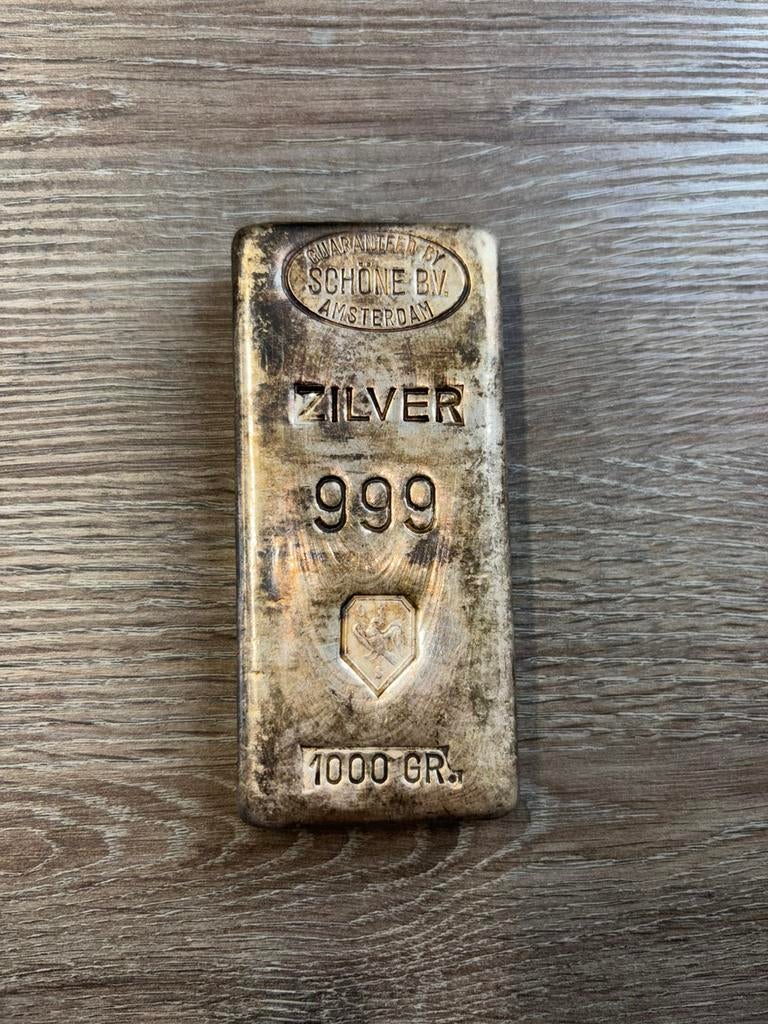 GUARANTEED BY
SCHÖNE B.V.
AMSTERDAM
ZILVER
999
1000 GR.